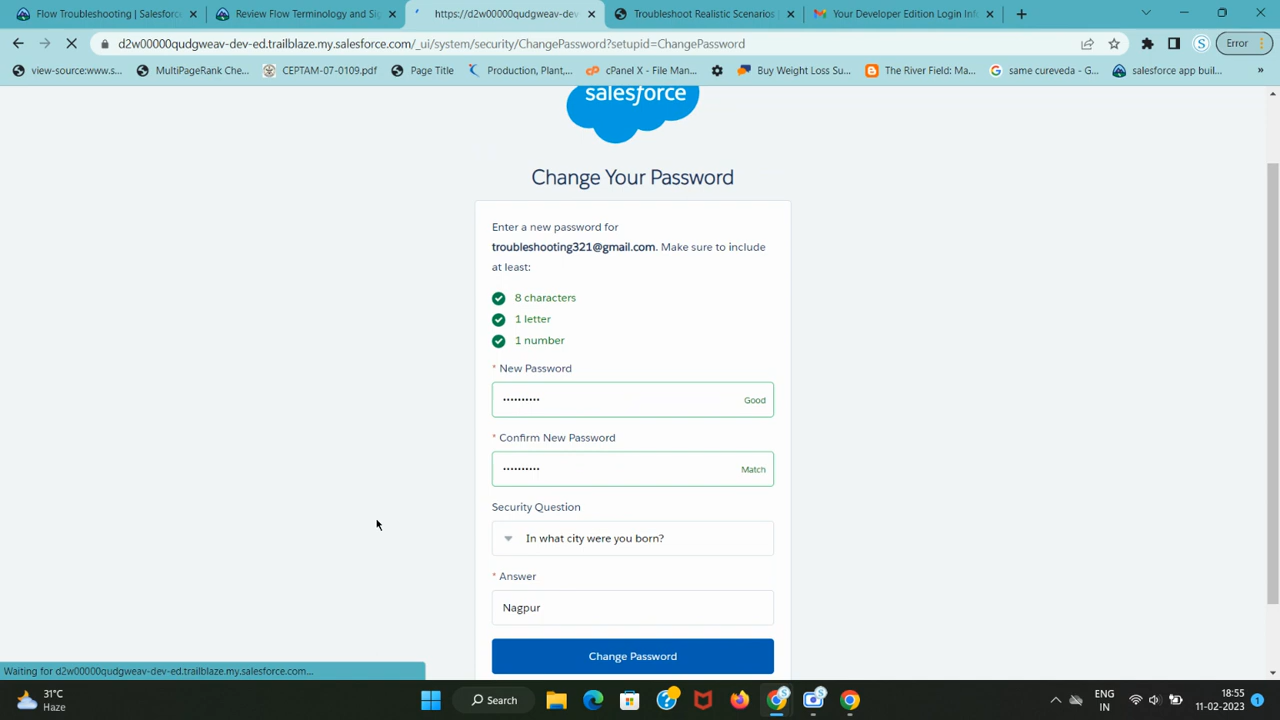 Flow Troubleshooting | Salesforc
Review Flow Terminology and Si
https://d2w00000qudgweav-dev
Troubleshoot Realistic Scenarios
Your Developer Edition Login Inf
d2w00000qudgweav-dev-ed.trailblaze.my.salesforce.com/_ui/system/security/ChangePassword?setupid=ChangePassword
Error
view-source:www.s...
MultiPageRank Che...
CEPTAM-07-0109.pdf
Page Title
Production, Plant,...
cPanel X - File Man...
Buy Weight Loss Su...
The River Field: Ma...
same cureveda - G...
salesforce app buil...
»
salesforce
Change Your Password
Enter a new password for
troubleshooting321@gmail.com. Make sure to include
at least:
8 characters
1 letter
1 number
* New Password
•••••••••• Good
* Confirm New Password
•••••••••• Match
Security Question
In what city were you born?
* Answer
Nagpur
Change Password
Waiting for d2w00000qudgweav-dev-ed.trailblaze.my.salesforce.com...
31°C
Haze
Search
ENG
IN
18:55
11-02-2023
1